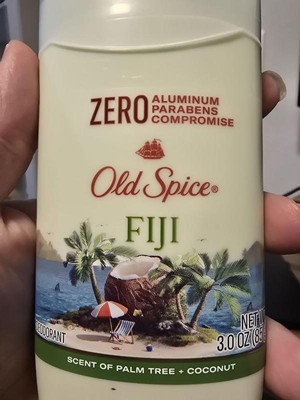 ZERO ALUMINUM
PARABENS
COMPROMISE
Old Spice®
FIJI
NET
3.0 OZ
SCENT OF PALM TREE + COCONUT